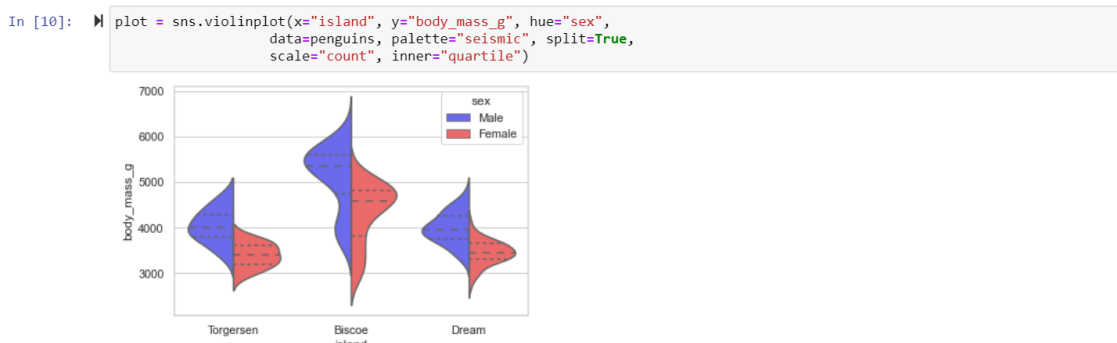 In [10]:
plot = sns.violinplot(x="island", y="body_mass_g", hue="sex",
data=penguins, palette="seismic", split=True,
scale="count", inner="quartile")
7000
6000
5000
4000
3000
body_mass_g
sex
Male
Female
Torgersen Biscoe Dream
island